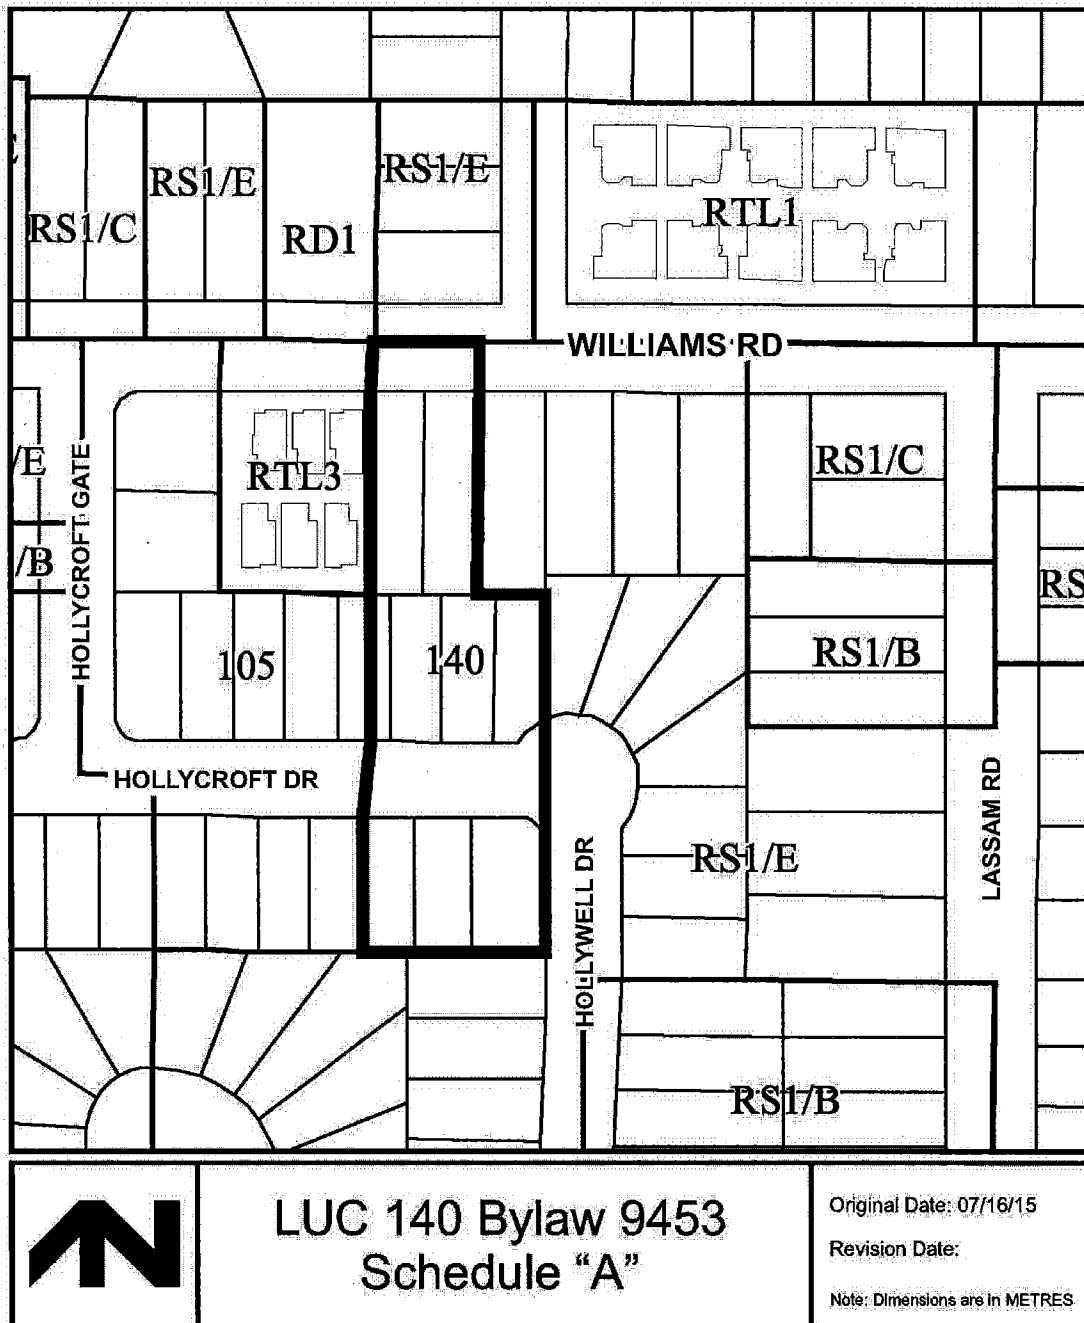 RS1/E
RS1/E
RS1/C
RD1
RTL1
WILLIAMS RD
/E
HOLLYCROFT GATE
RTL3
RS1/C
/B
RS
105
140
RS1/B
HOLLYCROFT DR
LASSAM RD
RS1/E
HOLLYWELL DR
RS1/B
LUC 140 Bylaw 9453
Schedule “A”
Original Date: 07/16/15
Revision Date:
Note: Dimensions are in METRES